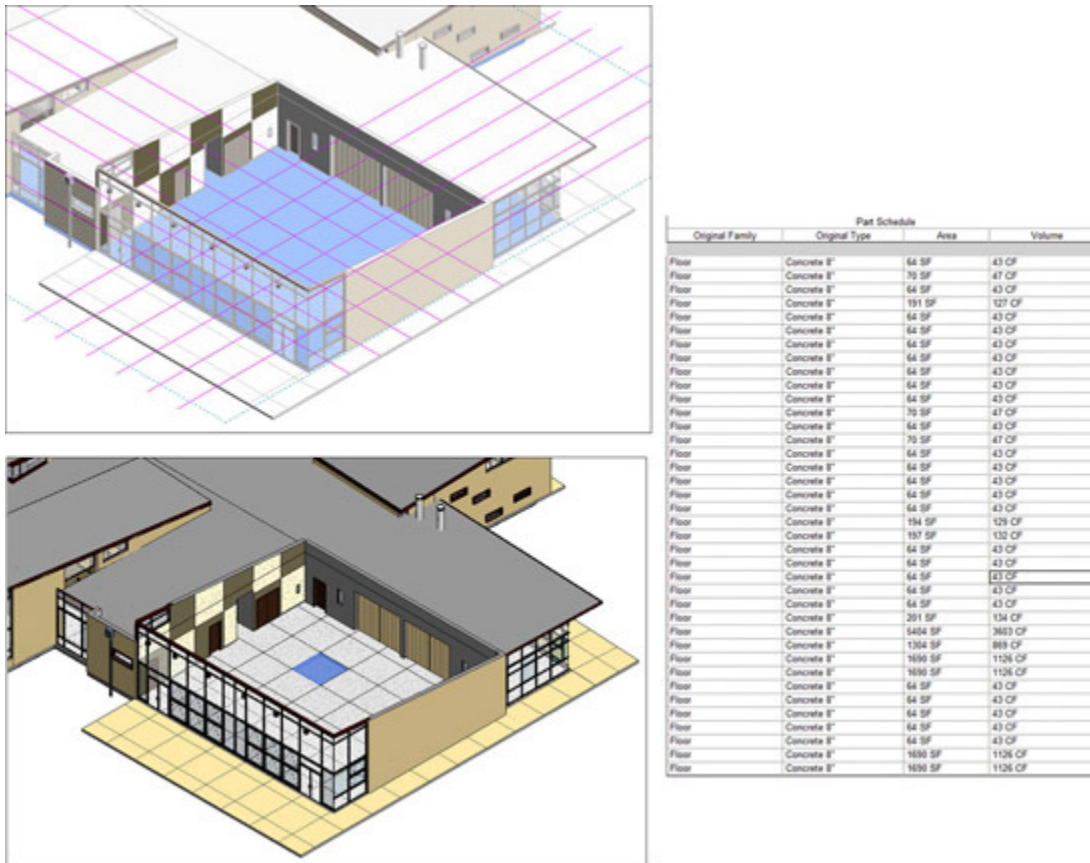 Part Schedule
Original Family Original Type Area Volume
Floor Concrete 8" 64 SF 43 CF
Floor Concrete 8" 70 SF 47 CF
Floor Concrete 8" 64 SF 43 CF
Floor Concrete 8" 191 SF 127 CF
Floor Concrete 8" 64 SF 43 CF
Floor Concrete 8" 64 SF 43 CF
Floor Concrete 8" 64 SF 43 CF
Floor Concrete 8" 64 SF 43 CF
Floor Concrete 8" 64 SF 43 CF
Floor Concrete 8" 64 SF 43 CF
Floor Concrete 8" 64 SF 43 CF
Floor Concrete 8" 70 SF 47 CF
Floor Concrete 8" 64 SF 43 CF
Floor Concrete 8" 70 SF 47 CF
Floor Concrete 8" 64 SF 43 CF
Floor Concrete 8" 64 SF 43 CF
Floor Concrete 8" 64 SF 43 CF
Floor Concrete 8" 64 SF 43 CF
Floor Concrete 8" 64 SF 43 CF
Floor Concrete 8" 194 SF 129 CF
Floor Concrete 8" 197 SF 132 CF
Floor Concrete 8" 64 SF 43 CF
Floor Concrete 8" 64 SF 43 CF
Floor Concrete 8" 64 SF 43 CF
Floor Concrete 8" 64 SF 43 CF
Floor Concrete 8" 64 SF 43 CF
Floor Concrete 8" 201 SF 134 CF
Floor Concrete 8" 5404 SF 3603 CF
Floor Concrete 8" 1304 SF 869 CF
Floor Concrete 8" 1690 SF 1126 CF
Floor Concrete 8" 1690 SF 1126 CF
Floor Concrete 8" 64 SF 43 CF
Floor Concrete 8" 64 SF 43 CF
Floor Concrete 8" 64 SF 43 CF
Floor Concrete 8" 64 SF 43 CF
Floor Concrete 8" 64 SF 43 CF
Floor Concrete 8" 1690 SF 1126 CF
Floor Concrete 8" 1690 SF 1126 CF